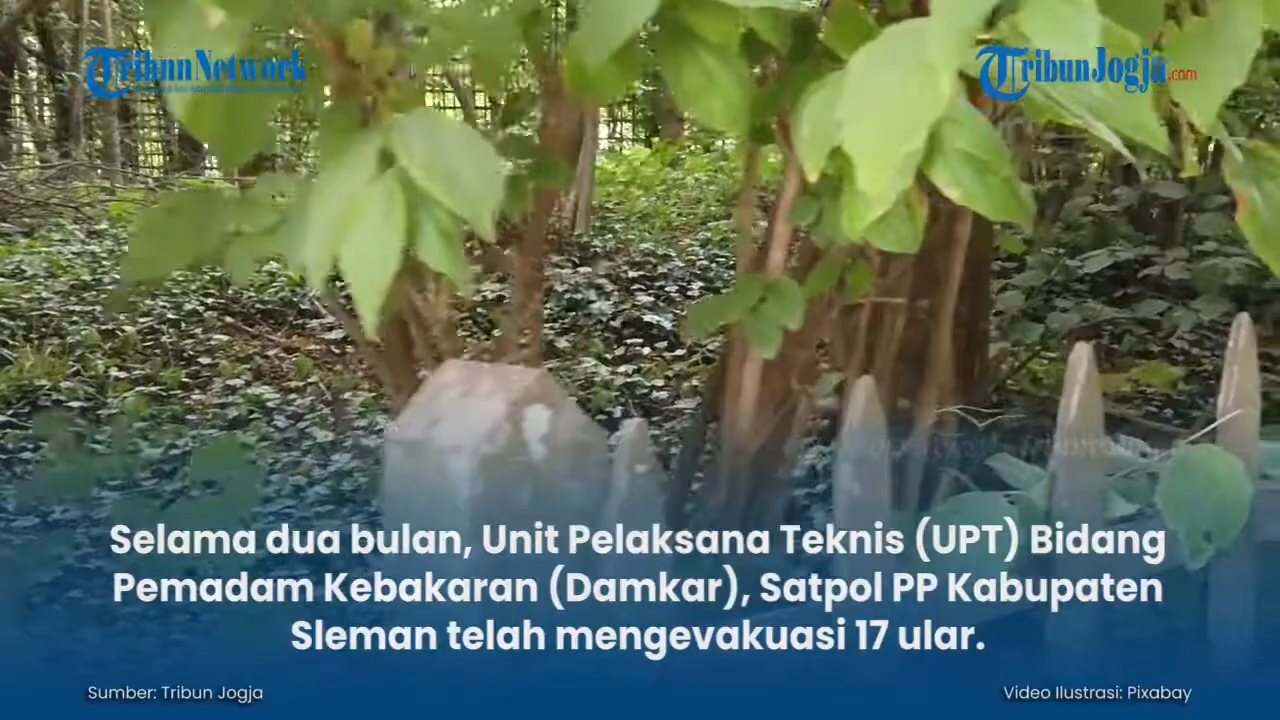 TribunNetwork
TribunJogja.com
Selama dua bulan, Unit Pelaksana Teknis (UPT) Bidang
Pemadam Kebakaran (Damkar), Satpol PP Kabupaten
Sleman telah mengevakuasi 17 ular.
Sumber: Tribun Jogja
Video Ilustrasi: Pixabay